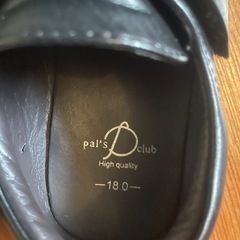 pal's P club
High quality
—18.0—